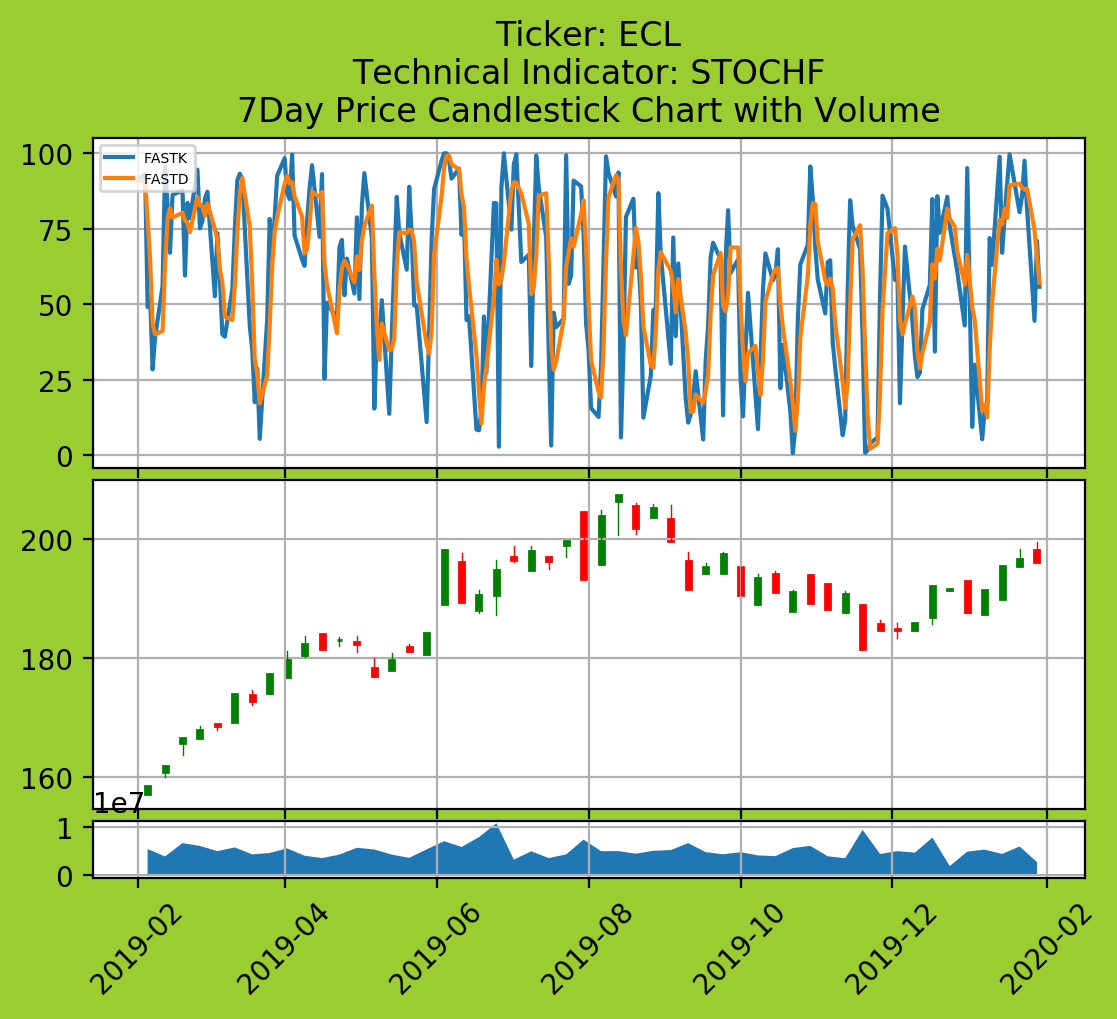 Ticker: ECL
Technical Indicator: STOCHF
7Day Price Candlestick Chart with Volume
100
75
50
25
0
FASTK
FASTD
200
180
160
1e7
1
0
2019-02
2019-04
2019-06
2019-08
2019-10
2019-12
2020-02